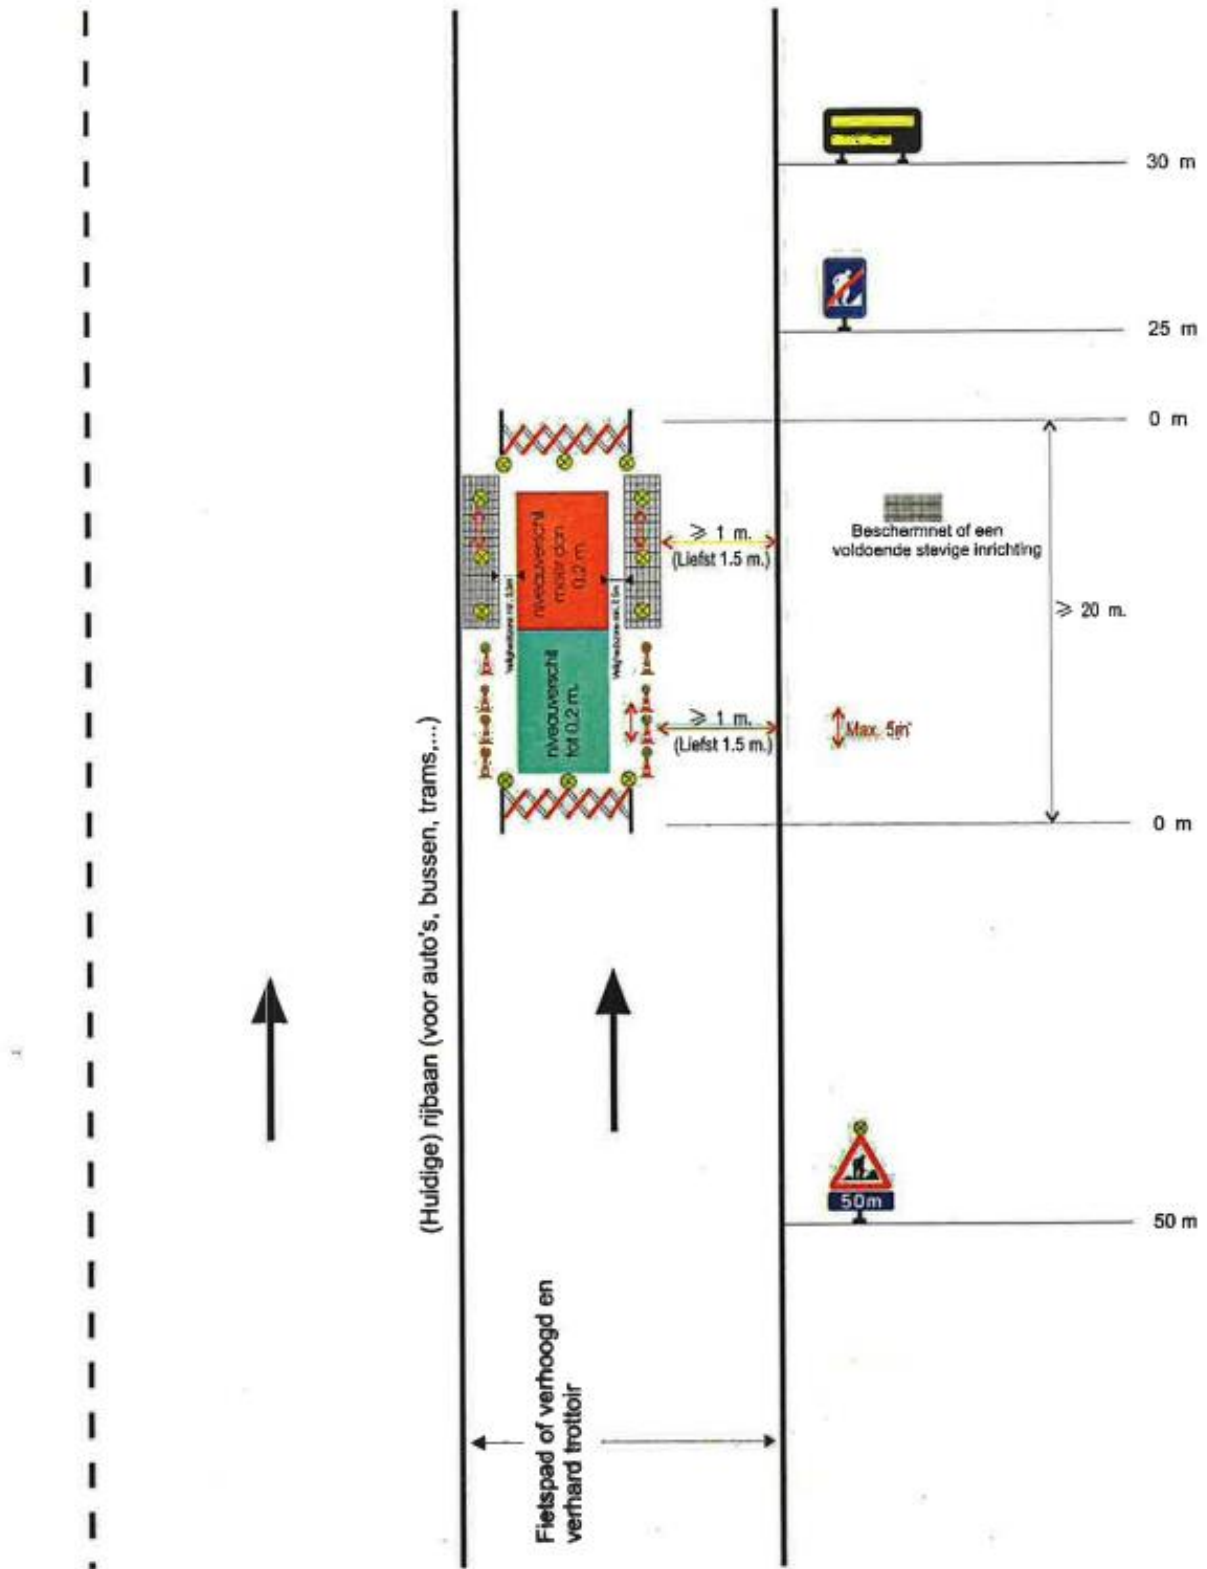 30 m
25 m
0 m
Beschermnet of een
voldoende stevige inrichting
⩾ 1 m.
(Liefst 1.5 m.)
niveauverschil
meer dan
0.2 m.
⩾ 20 m.
niveauverschil
tot 0.2 m.
⩾ 1 m.
(Liefst 1.5 m.)
Max. 5m
0 m
(Huidige) rijbaan (voor auto's, bussen, trams,...)
50m
50 m
Fietspad of verhoogd en
verhard trottoir